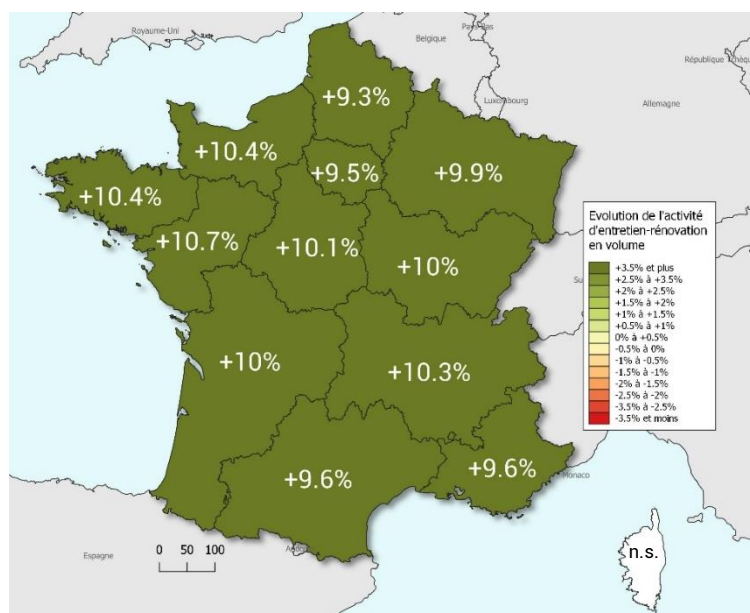 Royaume-Uni
Belgique
Luxembourg
Allemagne
+9.3%
+10.4%
+9.5%
+9.9%
+10.4%
+10.7%
+10.1%
+10%
+10%
+10.3%
+9.6%
+9.6%
Monaco
Espagne
0 50 100
n.s.
Evolution de l'activité
d'entretien-rénovation
en volume
+3.5% et plus
+2.5% à +3.5%
+2% à +2.5%
+1.5% à +2%
+1% à +1.5%
+0.5% à +1%
0% à +0.5%
-0.5% à 0%
-1% à -0.5%
-1.5% à -1%
-2% à -1.5%
-2.5% à -2%
-3.5% à -2.5%
-3.5% et moins